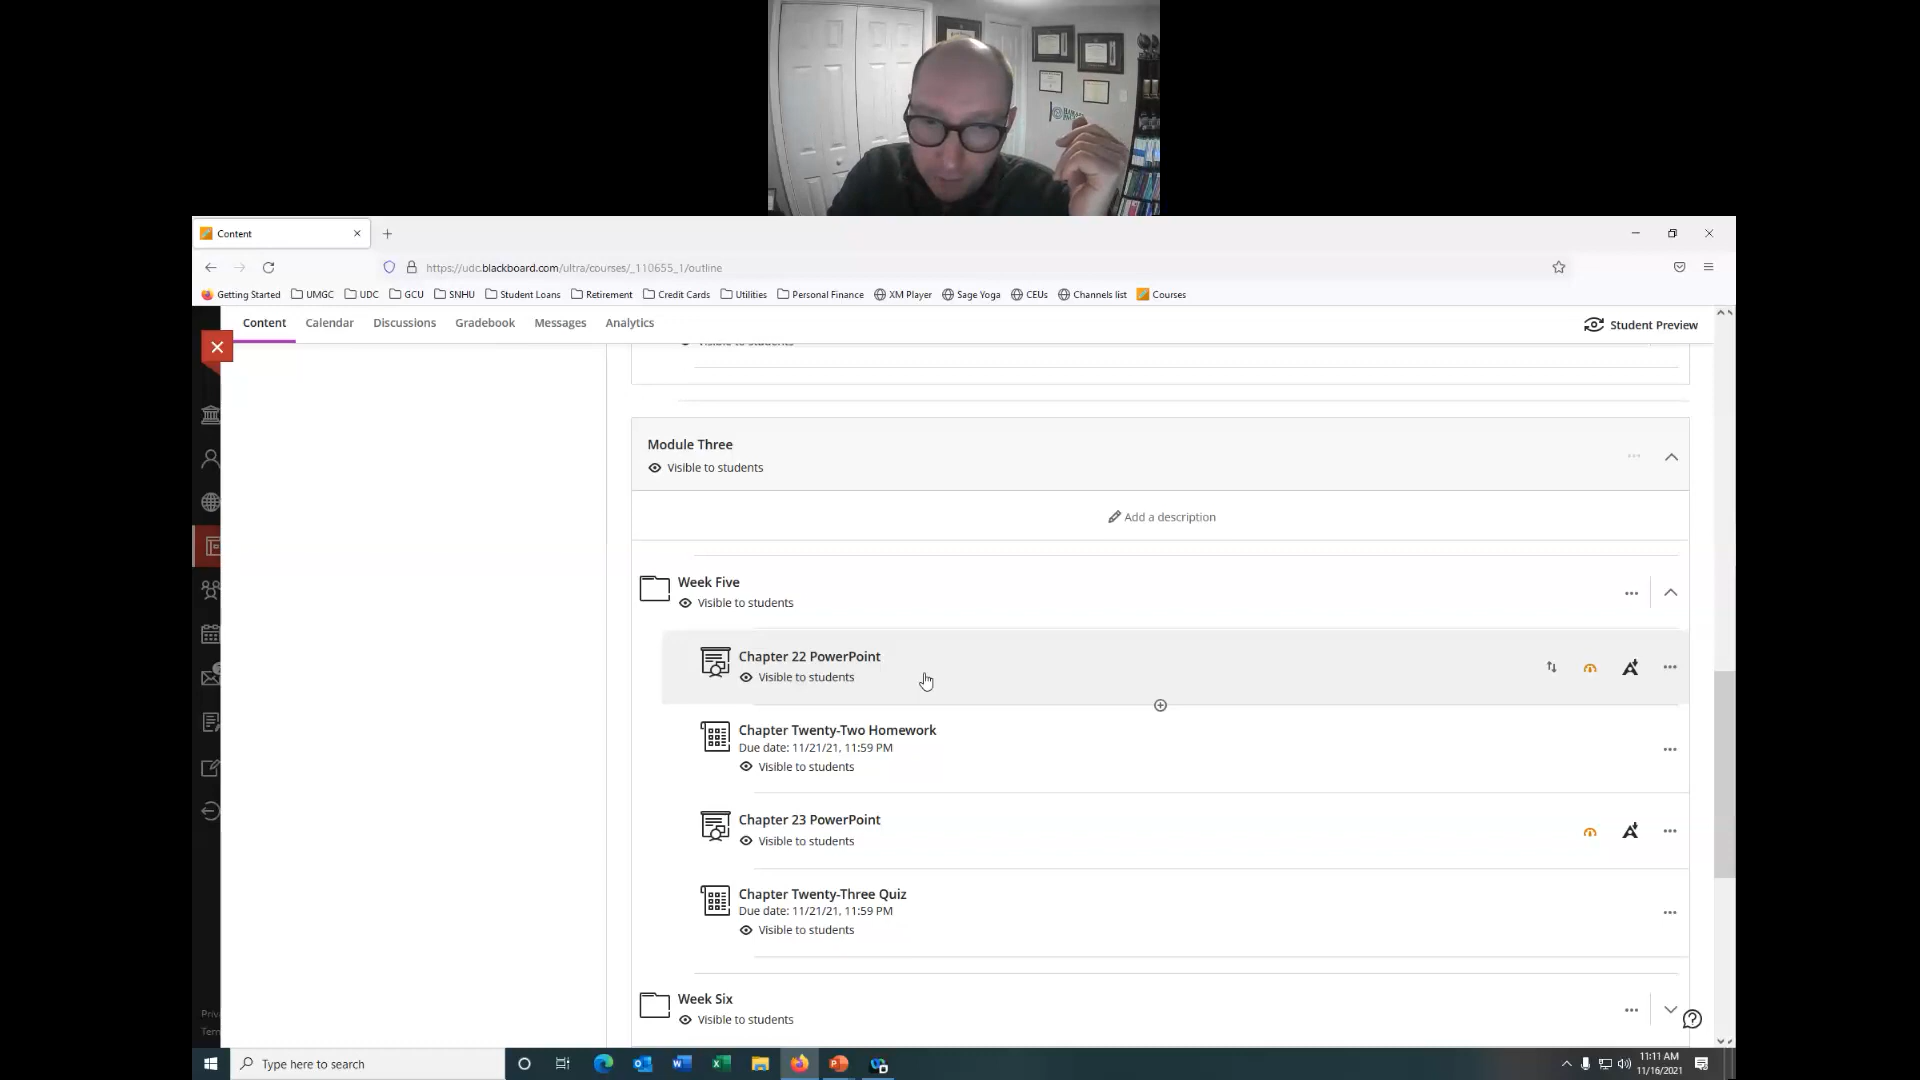 Content
https://udc.blackboard.com/ultra/courses/_110655_1/outline
Getting Started UMGC UDC GCU SNHU Student Loans Retirement Credit Cards Utilities Personal Finance XM Player Sage Yoga CEUs Channels list Courses
Content Calendar Discussions Gradebook Messages Analytics Student Preview
Module Three
Visible to students
Add a description
Week Five
Visible to students
Chapter 22 PowerPoint
Visible to students
Chapter Twenty-Two Homework
Due date: 11/21/21, 11:59 PM
Visible to students
Chapter 23 PowerPoint
Visible to students
Chapter Twenty-Three Quiz
Due date: 11/21/21, 11:59 PM
Visible to students
Week Six
Visible to students
Type here to search
11:11 AM
11/16/2021